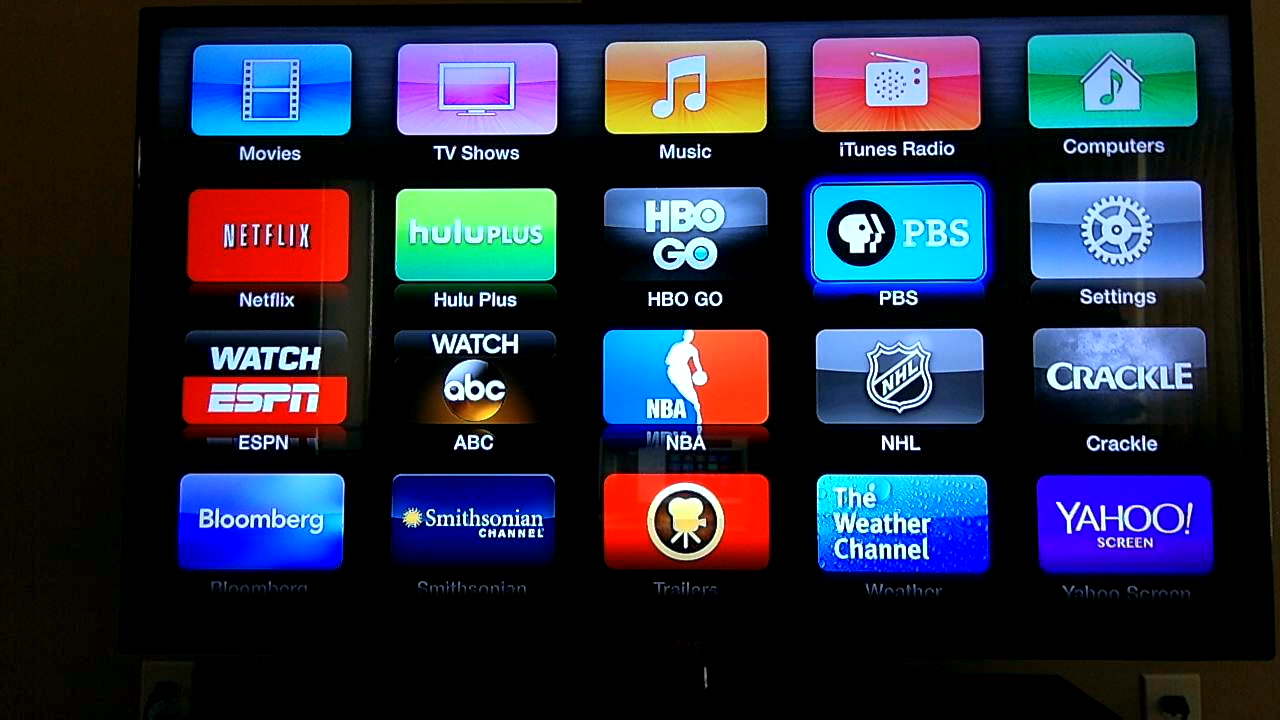 Movies
TV Shows
Music
iTunes Radio
Computers
NETFLIX
huluPLUS
HBO
GO
PBS
Netflix
Hulu Plus
HBO GO
PBS
Settings
WATCH
ESPN
WATCH
abc
NBA
NHL
CRACKLE
ESPN
ABC
NBA
NHL
Crackle
Bloomberg
Smithsonian
CHANNEL
The
Weather
Channel
YAHOO!
SCREEN
Bloomberg
Smithsonian
Trailers
Weather
Yahoo Screen